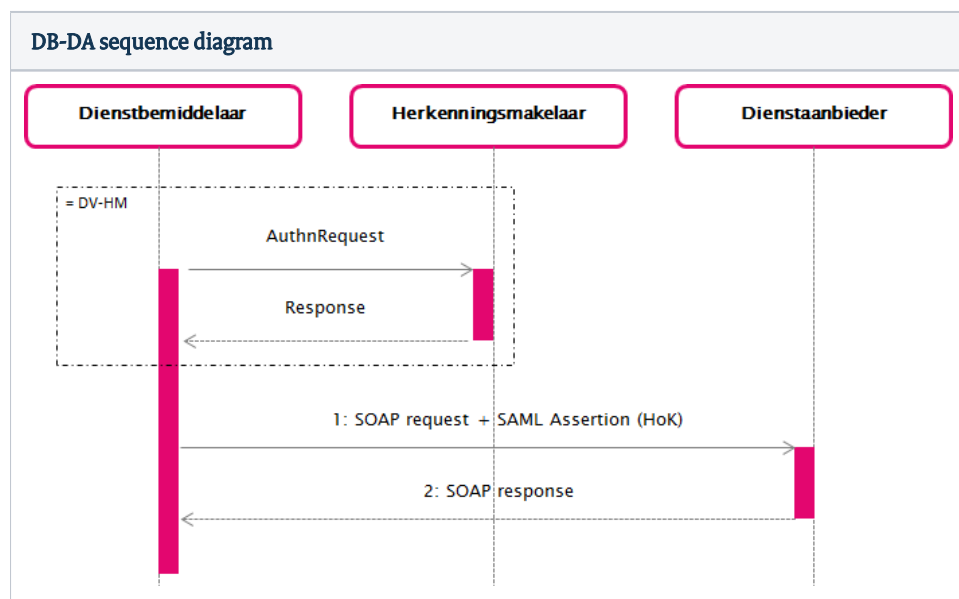 DB-DA sequence diagram
Dienstbemiddelaar
Herkenningsmakelaar
Dienstaanbieder
= DV-HM
AuthnRequest
Response
1: SOAP request + SAML Assertion (HoK)
2: SOAP response